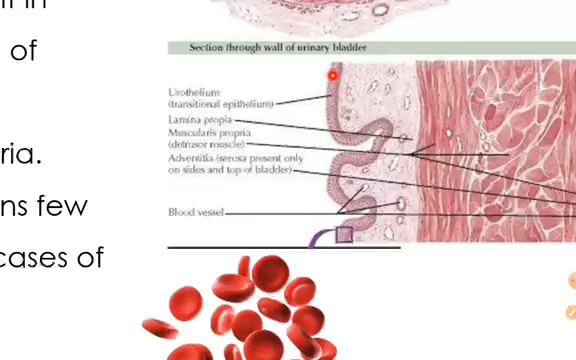 of
Section through wall of urinary bladder
Urothelium
(transitional epithelium)
Lamina propia
Muscularis propria
(detrusor muscle)
Adventitia (serosa present only
on sides and top of bladder)
ria.
ns few
Blood vessel
cases of